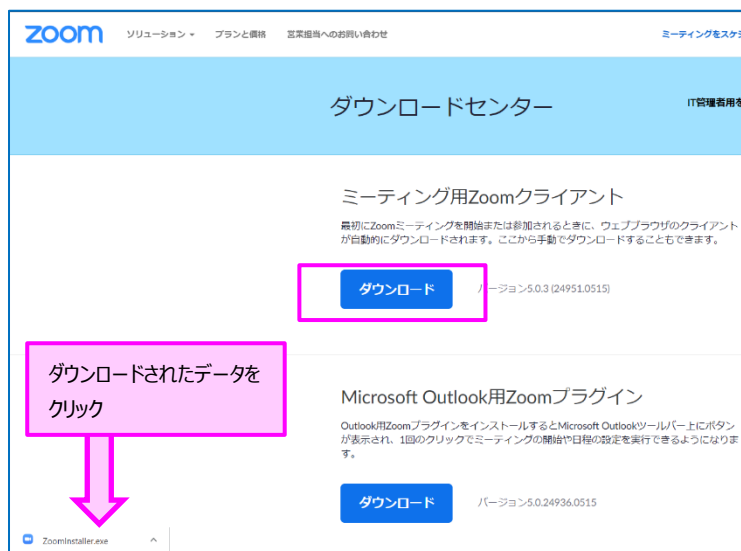 zoom ソリューション プランと価格 営業担当へのお問い合わせ ミーティングをスケジ
ダウンロードセンター IT管理者用を
ミーティング用Zoomクライアント
最初にZoomミーティングを開始または参加されるときに、ウェブブラウザのクライアント
が自動的にダウンロードされます。ここから手動でダウンロードすることもできます。
ダウンロード バージョン5.0.3 (24951.0515)
ダウンロードされたデータを
クリック
Microsoft Outlook用Zoomプラグイン
Outlook用ZoomプラグインをインストールするとMicrosoft Outlookツールバー上にボタン
が表示され、1回のクリックでミーティングの開始や日程の設定を実行できるようになりま
す。
ダウンロード バージョン5.0.24936.0515
ZoomInstaller.exe